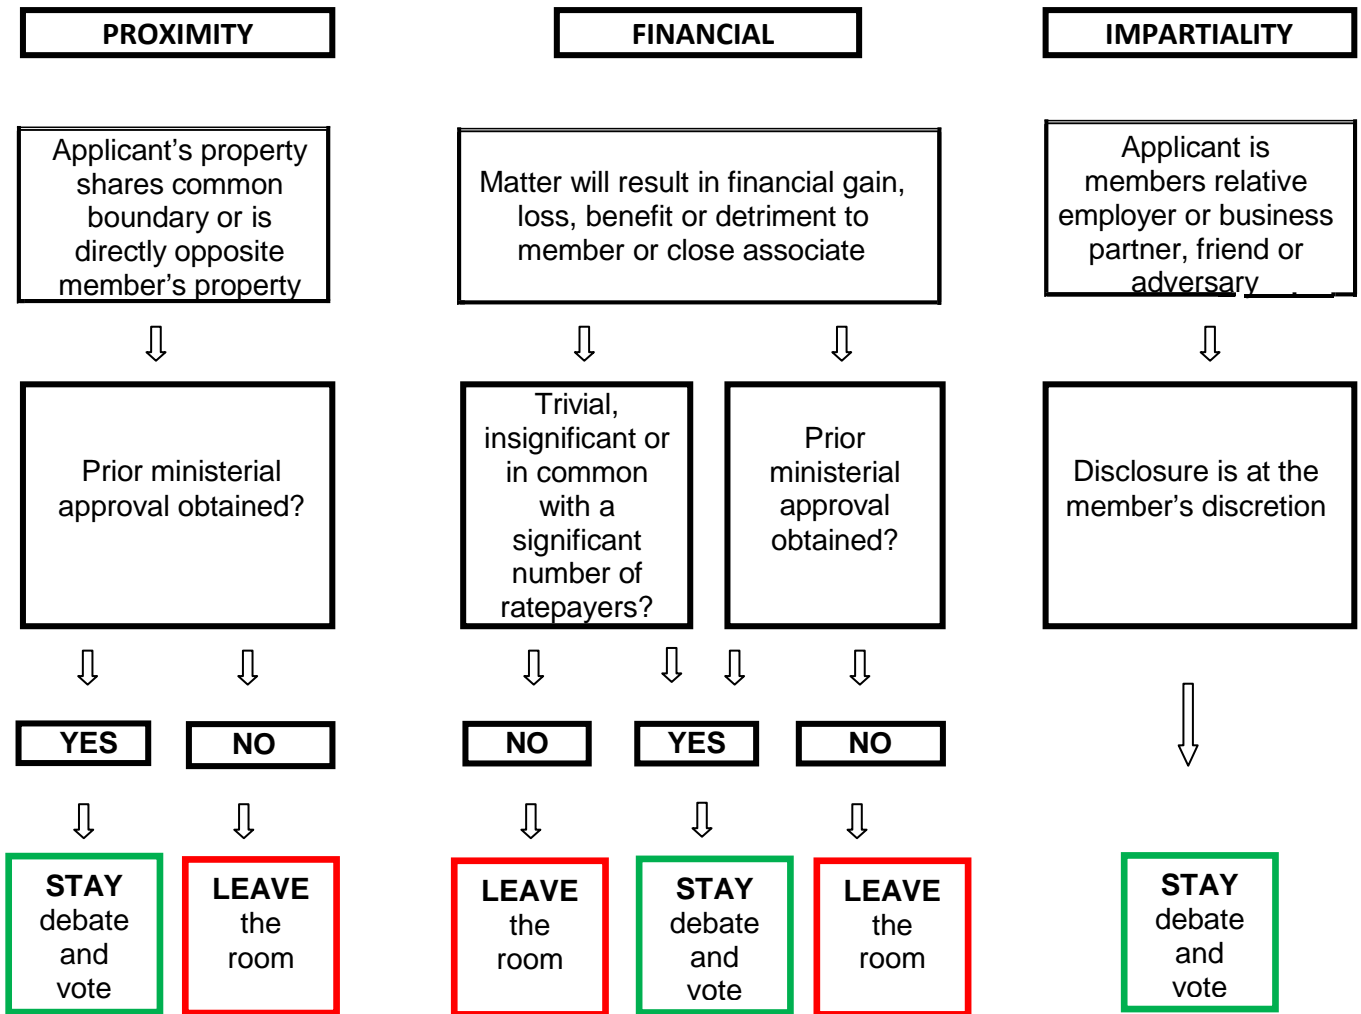 PROXIMITY
FINANCIAL
IMPARTIALITY
Applicant’s property
shares common
boundary or is
directly opposite
member’s property
Matter will result in financial gain,
loss, benefit or detriment to
member or close associate
Applicant is
members relative
employer or business
partner, friend or
adversary
Prior ministerial
approval obtained?
Trivial,
insignificant or
in common
with a
significant
number of
ratepayers?
Prior
ministerial
approval
obtained?
Disclosure is at the
member’s discretion
YES
NO
NO
YES
NO
STAY
debate
and
vote
LEAVE
the
room
LEAVE
the
room
STAY
debate
and
vote
LEAVE
the
room
STAY
debate
and
vote